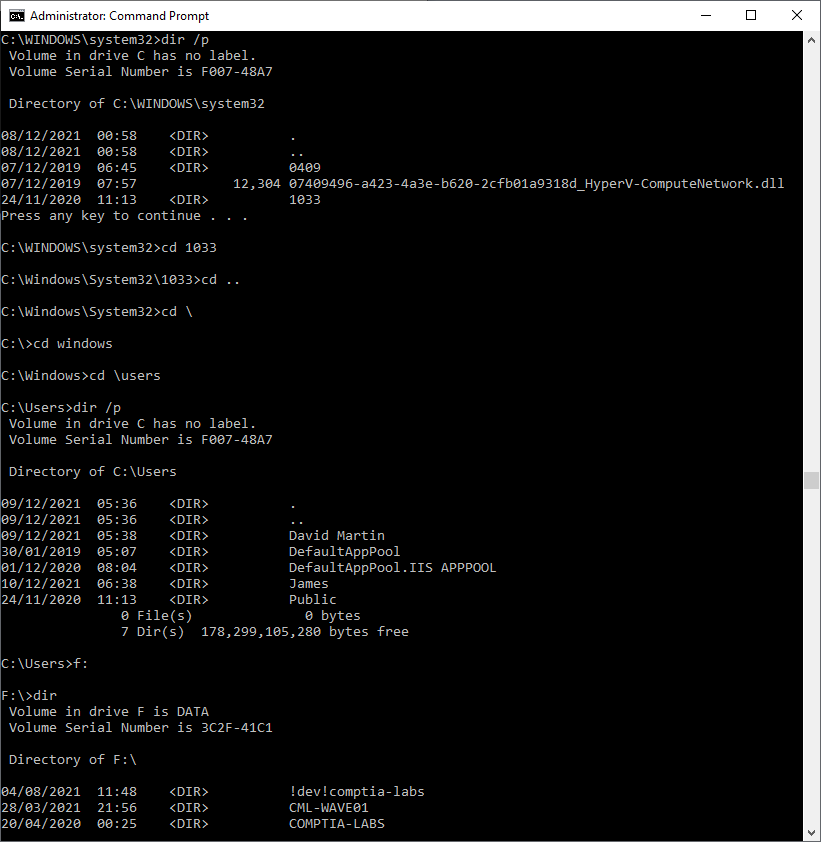 Administrator: Command Prompt
C:\WINDOWS\system32>dir /p
 Volume in drive C has no label.
 Volume Serial Number is F007-48A7

 Directory of C:\WINDOWS\system32

08/12/2021  00:58    <DIR>          .
08/12/2021  00:58    <DIR>          ..
07/12/2019  06:45    <DIR>          0409
07/12/2019  07:57            12,304 07409496-a423-4a3e-b620-2cfb01a9318d_HyperV-ComputeNetwork.dll
24/11/2020  11:13    <DIR>          1033
Press any key to continue . . .

C:\WINDOWS\system32>cd 1033

C:\Windows\System32\1033>cd ..

C:\Windows\System32>cd \

C:\>cd windows

C:\Windows>cd \users

C:\Users>dir /p
 Volume in drive C has no label.
 Volume Serial Number is F007-48A7

 Directory of C:\Users

09/12/2021  05:36    <DIR>          .
09/12/2021  05:36    <DIR>          ..
09/12/2021  05:38    <DIR>          David Martin
30/01/2019  05:07    <DIR>          DefaultAppPool
01/12/2020  08:04    <DIR>          DefaultAppPool.IIS APPPOOL
10/12/2021  06:38    <DIR>          James
24/11/2020  11:13    <DIR>          Public
               0 File(s)              0 bytes
               7 Dir(s)  178,299,105,280 bytes free

C:\Users>f:

F:\>dir
 Volume in drive F is DATA
 Volume Serial Number is 3C2F-41C1

 Directory of F:\

04/08/2021  11:48    <DIR>          !dev!comptia-labs
28/03/2021  21:56    <DIR>          CML-WAVE01
20/04/2020  00:25    <DIR>          COMPTIA-LABS